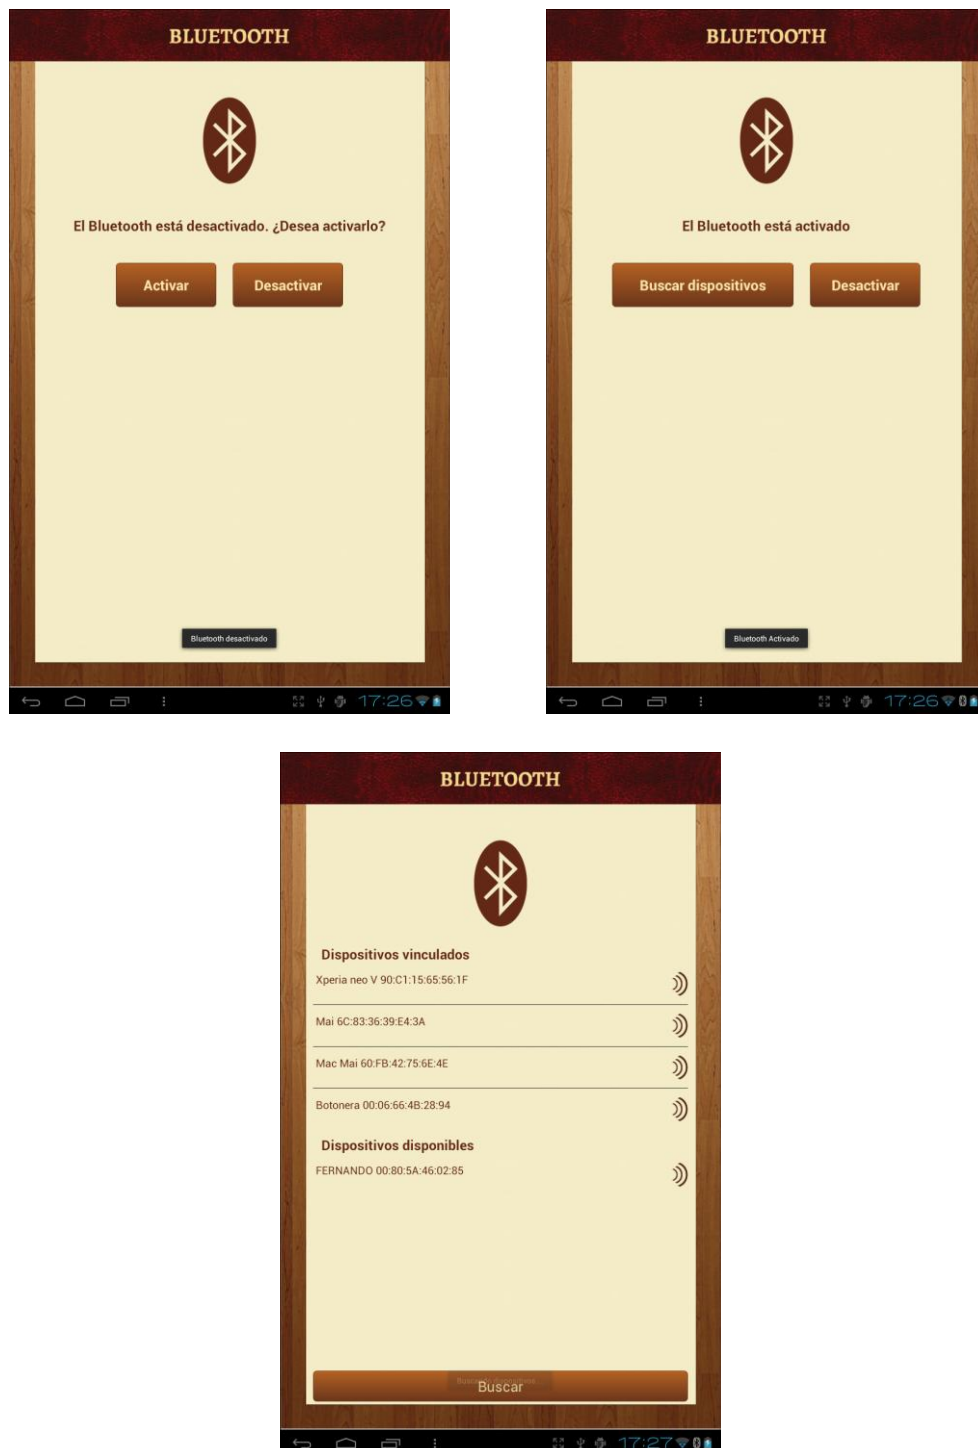 BLUETOOTH
El Bluetooth está desactivado. ¿Desea activarlo?
Activar
Desactivar
Bluetooth desactivado
17:26
BLUETOOTH
El Bluetooth está activado
Buscar dispositivos
Desactivar
Bluetooth Activado
17:26
BLUETOOTH
Dispositivos vinculados
Xperia neo V 90:C1:15:65:56:1F
Mai 6C:83:36:39:E4:3A
Mac Mai 60:FB:42:75:6E:4E
Botonera 00:06:66:4B:28:94
Dispositivos disponibles
FERNANDO 00:80:5A:46:02:85
Buscar
17:27